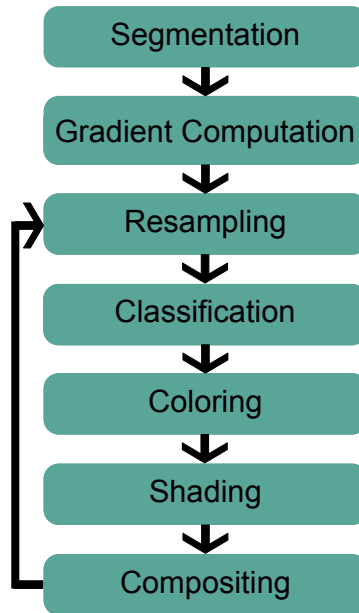 Segmentation
Gradient Computation
Resampling
Classification
Coloring
Shading
Compositing